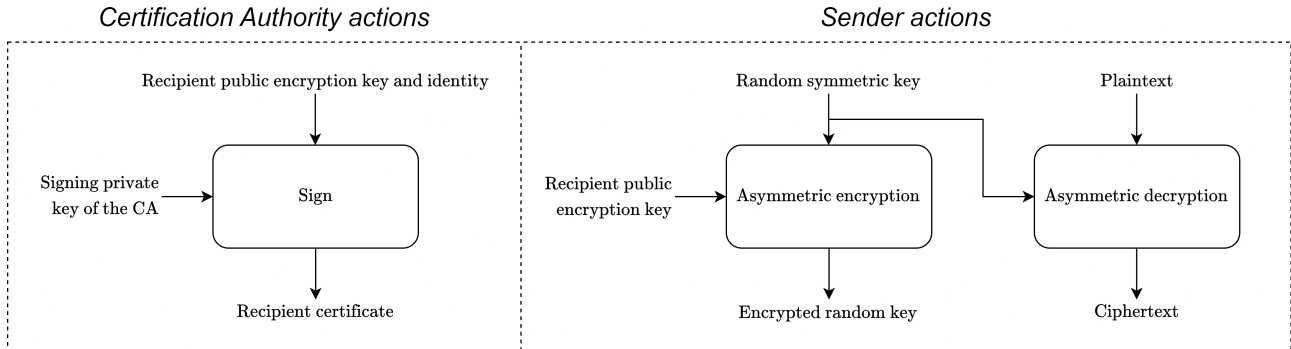 Certification Authority actions
Sender actions
Recipient public encryption key and identity
Signing private
key of the CA
Sign
Recipient certificate
Random symmetric key
Plaintext
Recipient public
encryption key
Asymmetric encryption
Asymmetric decryption
Encrypted random key
Ciphertext